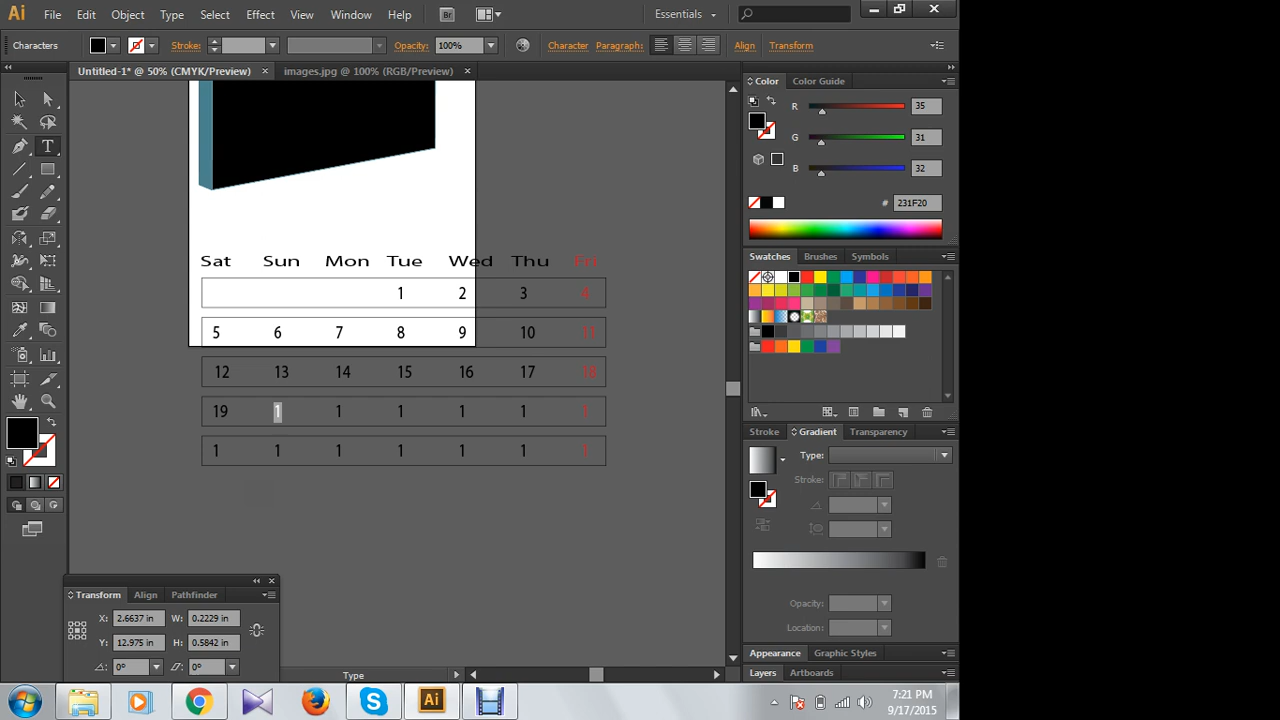 Ai File Edit Object Type Select Effect View Window Help Br Essentials
Characters Stroke: Opacity: 100% Character Paragraph: Align Transform
Untitled-1* @ 50% (CMYK/Preview) × images.jpg @ 100% (RGB/Preview) ×
Color Color Guide
R 35
G 31
B 32
# 231F20
Swatches Brushes Symbols
Stroke Gradient Transparency
Type:
Stroke:
Opacity:
Location:
Appearance Graphic Styles
Layers Artboards
Sat Sun Mon Tue Wed Thu Fri
1 2 3 4
5 6 7 8 9 10 11
12 13 14 15 16 17 18
19 1 1 1 1 1 1
1 1 1 1 1 1 1
Transform Align Pathfinder
X: 2.6637 in W: 0.2229 in
Y: 12.975 in H: 0.5842 in
0° 0°
Type
Ai 7:21 PM
9/17/2015